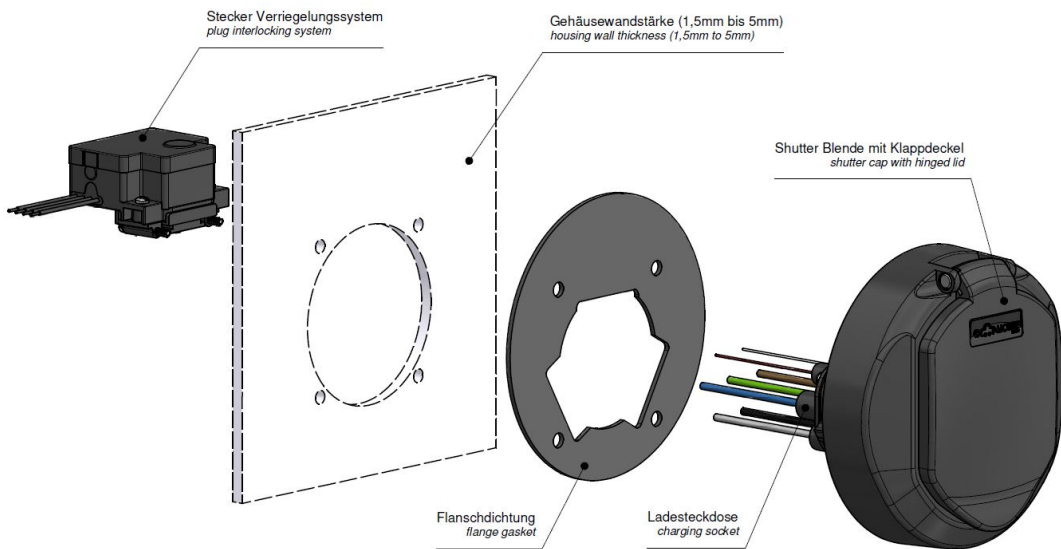 Stecker Verriegelungssystem
plug interlocking system
Gehäusewandstärke (1,5mm bis 5mm)
housing wall thickness (1,5mm to 5mm)
Shutter Blende mit Klappdeckel
shutter cap with hinged lid
Flanschdichtung
flange gasket
Ladesteckdose
charging socket